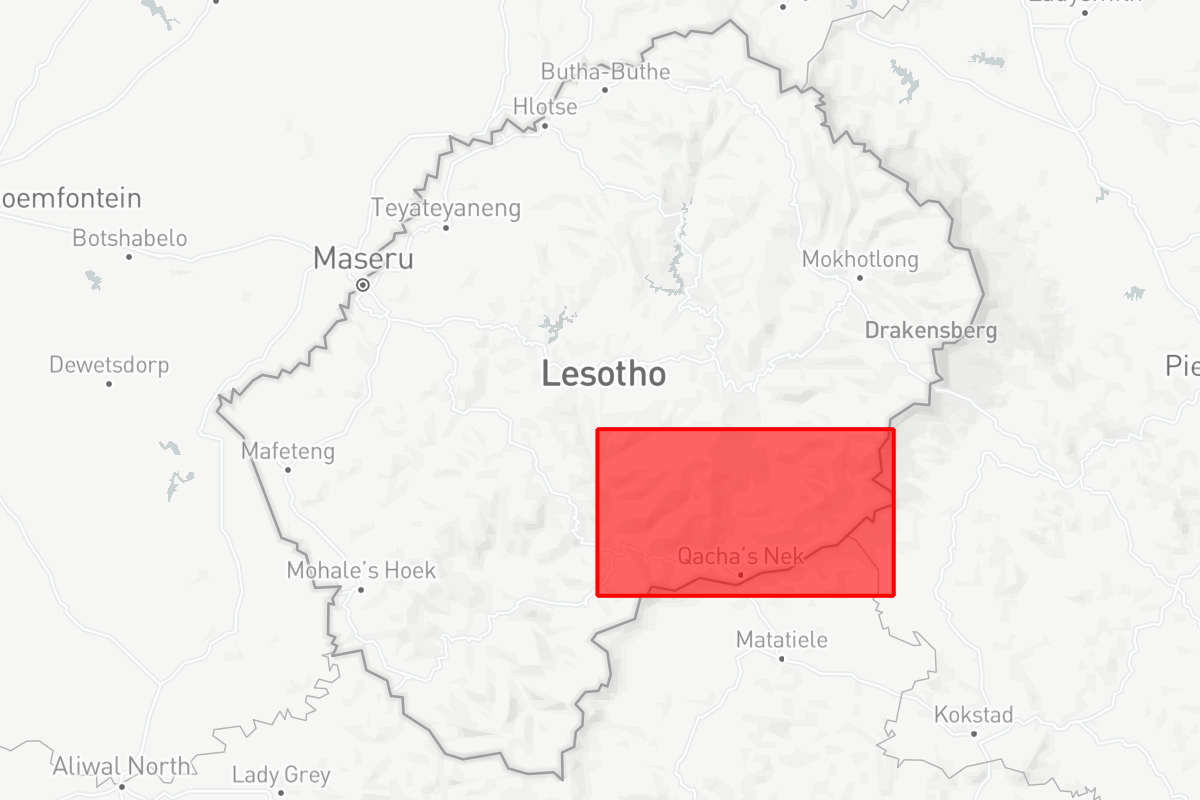 Butha-Buthe
Hlotse
oemfontein
Teyateyaneng
Botshabelo
Maseru
Mokhotlong
Drakensberg
Dewetsdorp
Lesotho
Pie
Mafeteng
Qacha's Nek
Mohale's Hoek
Matatiele
Kokstad
Aliwal North
Lady Grey